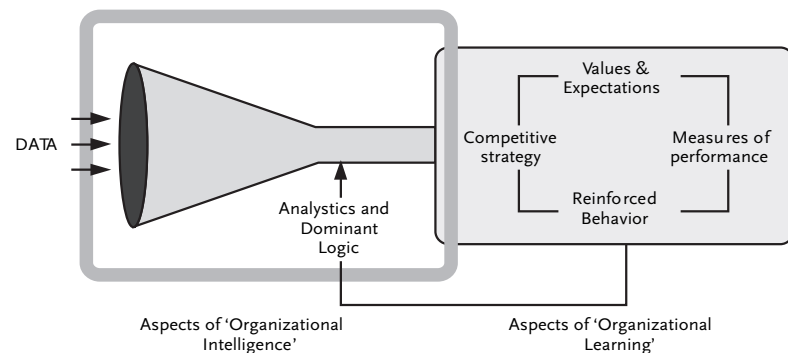 DATA
Analystics and
Dominant
Logic
Values &
Expectations
Competitive
strategy
Measures of
performance
Reinforced
Behavior
Aspects of ‘Organizational
Intelligence’
Aspects of ‘Organizational
Learning’